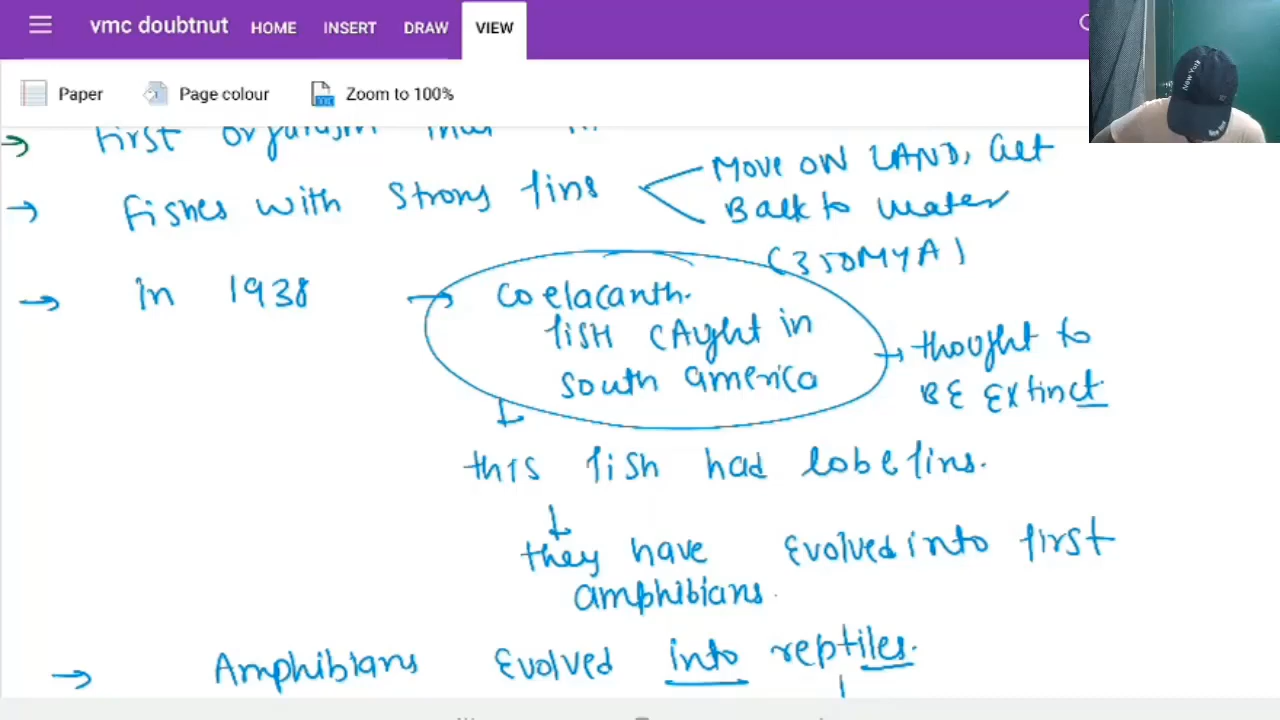 vmc doubtnut HOME INSERT DRAW VIEW
Paper Page colour Zoom to 100%
First organism that
Fishes with strong fins
Move ON LAND, Get
Back to water
(350MYA)
In 1938
Coelacanth.
fish caught in
south america
thought to
BE Extinct.
this fish had lobefins.
they have Evolved into first
amphibians.
Amphibians Evolved into reptiles.